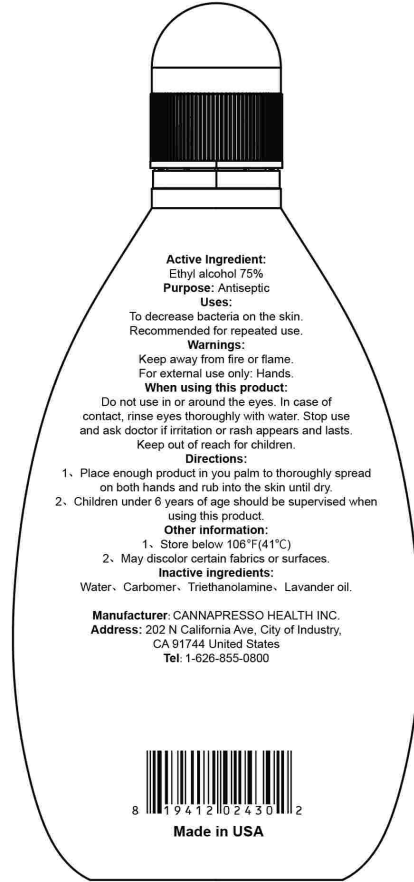 Active Ingredient:
Ethyl alcohol 75%
Purpose: Antiseptic
Uses:
To decrease bacteria on the skin.
Recommended for repeated use.
Warnings:
Keep away from fire or flame.
For external use only: Hands.
When using this product:
Do not use in or around the eyes. In case of
contact, rinse eyes thoroughly with water. Stop use
and ask doctor if irritation or rash appears and lasts.
Keep out of reach for children.
Directions:
1、Place enough product in you palm to thoroughly spread
on both hands and rub into the skin until dry.
2、Children under 6 years of age should be supervised when
using this product.
Other information:
1、Store below 106°F(41℃)
2、May discolor certain fabrics or surfaces.
Inactive ingredients:
Water、Carbomer、Triethanolamine、Lavander oil.
Manufacturer: CANNAPRESSO HEALTH INC.
Address: 202 N California Ave, City of Industry,
CA 91744 United States
Tel: 1-626-855-0800
8 19412 02430 2
Made in USA